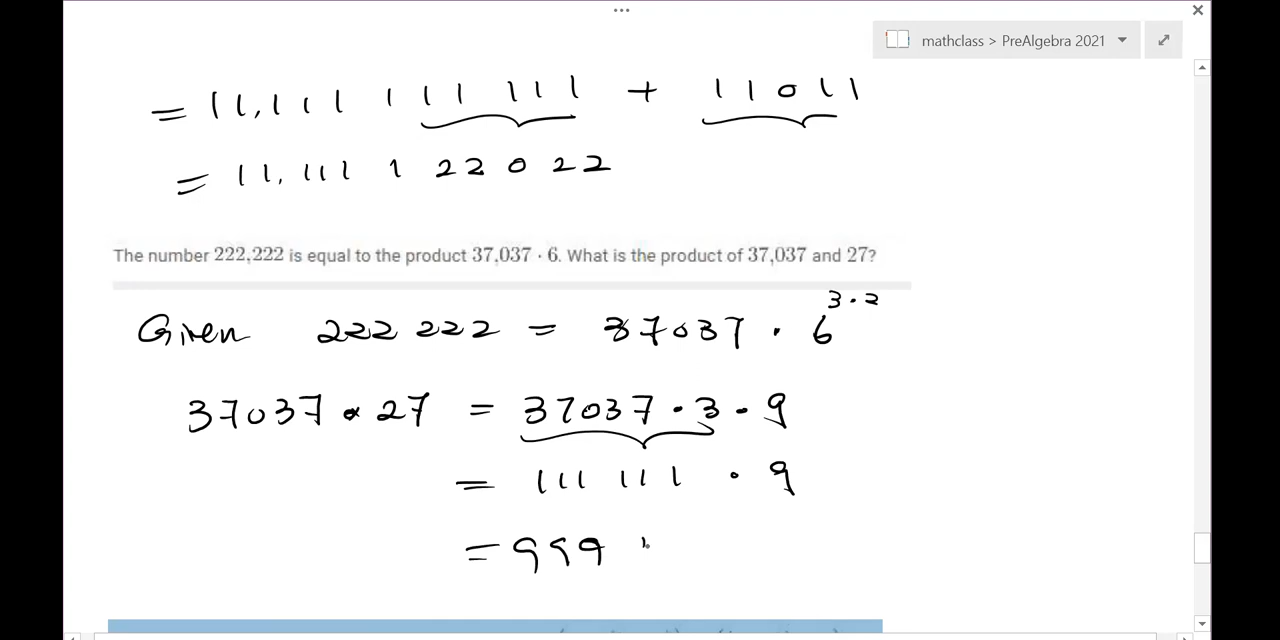 mathclass > PreAlgebra 2021
= 11,111 111 111 + 11011
= 11,111 1 22 0 22
The number 222,222 is equal to the product 37,037 · 6. What is the product of 37,037 and 27?
3 · 2
Given 222 222 = 37037 · 6
37037 · 27 = 37037 · 3 · 9
= 111 111 · 9
= 999